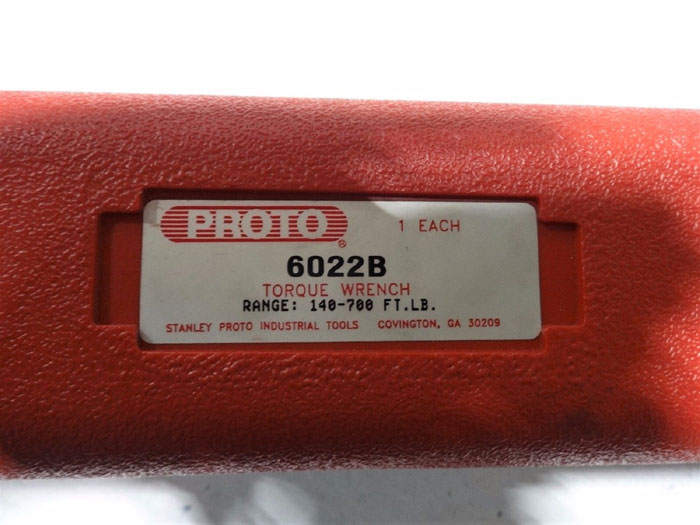 PROTO®
1 EACH
6022B
TORQUE WRENCH
RANGE: 140-700 FT.LB.
STANLEY PROTO INDUSTRIAL TOOLS COVINGTON, GA 30209